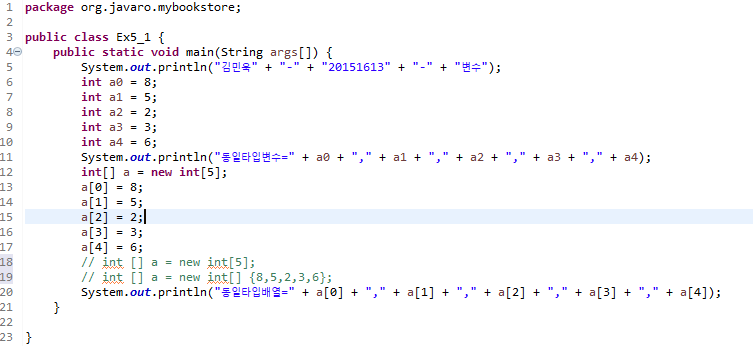 1 package org.javaro.mybookstore;
2
3 public class Ex5_1 {
4 public static void main(String args[]) {
5 System.out.println("김민욱" + "-" + "20151613" + "-" + "변수");
6 int a0 = 8;
7 int a1 = 5;
8 int a2 = 2;
9 int a3 = 3;
10 int a4 = 6;
11 System.out.println("동일타입변수=" + a0 + "," + a1 + "," + a2 + "," + a3 + "," + a4);
12 int[] a = new int[5];
13 a[0] = 8;
14 a[1] = 5;
15 a[2] = 2;
16 a[3] = 3;
17 a[4] = 6;
18 // int [] a = new int[5];
19 // int [] a = new int[] {8,5,2,3,6};
20 System.out.println("동일타입배열=" + a[0] + "," + a[1] + "," + a[2] + "," + a[3] + "," + a[4]);
21 }
22
23 }